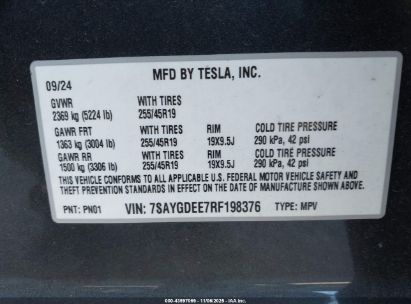 09/24 MFD BY TESLA, INC.
GVWR WITH TIRES
2369 kg (5224 lb) 255/45R19
GAWR FRT WITH TIRES RIM COLD TIRE PRESSURE
1363 kg (3004 lb) 255/45R19 19X9.5J 290 kPa, 42 psi
GAWR RR WITH TIRES RIM COLD TIRE PRESSURE
1500 kg (3306 lb) 255/45R19 19X9.5J 290 kPa, 42 psi
THIS VEHICLE CONFORMS TO ALL APPLICABLE U.S. FEDERAL MOTOR VEHICLE SAFETY AND
THEFT PREVENTION STANDARDS IN EFFECT ON THE DATE OF MANUFACTURE SHOWN ABOVE.
PNT: PN01 VIN: 7SAYGDEE7RF198376 TYPE: MPV